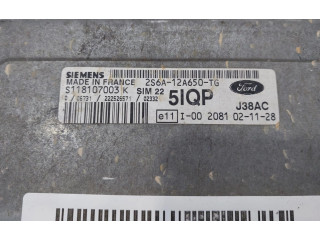 SIEMENS 2S6A-12A650-TG
MADE IN FRANCE
S118107003 K SIM 22 5IQP Ford J38AC
02332
e11 I-00 2081 02-11-28